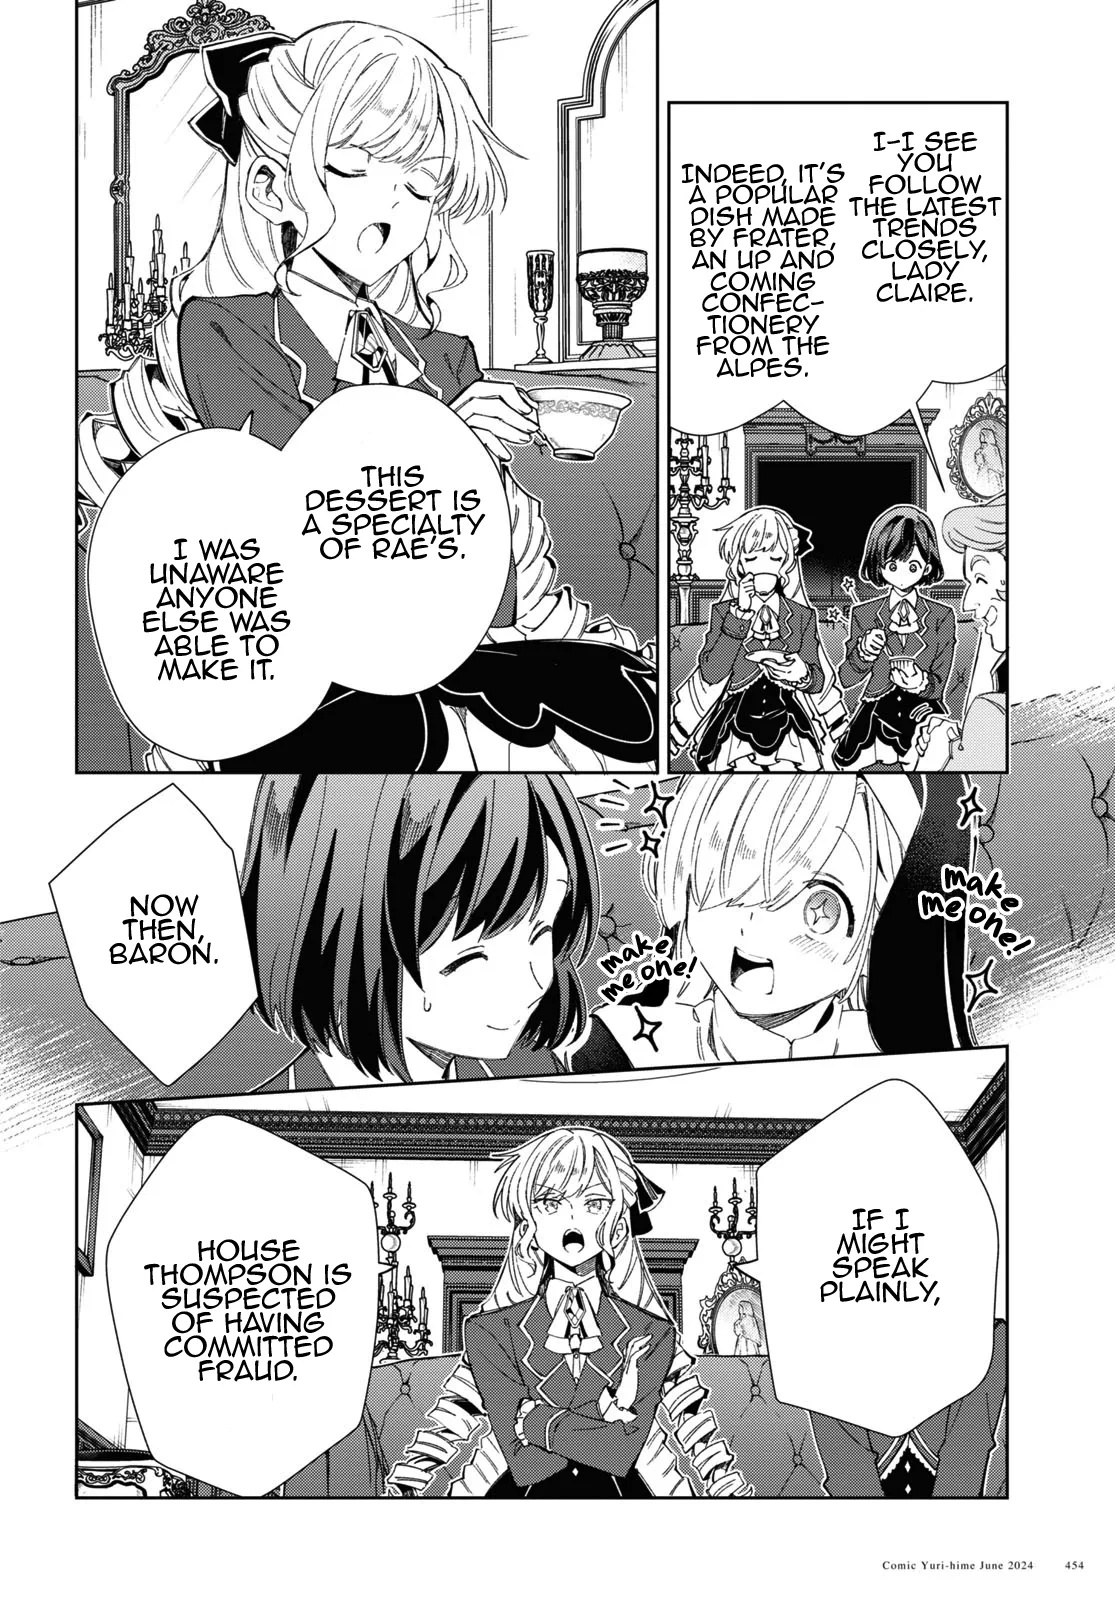 I-I SEE
YOU
FOLLOW
THE LATEST
TRENDS
CLOSELY,
LADY
CLAIRE.
INDEED, IT'S
A POPULAR
DISH MADE
BY FRATER,
AN UP AND
COMING
CONFEC-
TIONERY
FROM THE
ALPES.
THIS
DESSERT IS
A SPECIALTY
OF RAE'S.
I WAS
UNAWARE
ANYONE
ELSE WAS
ABLE TO
MAKE IT.
make
me one!
make
me one!
NOW
THEN,
BARON.
IF I
MIGHT
SPEAK
PLAINLY,
HOUSE
THOMPSON IS
SUSPECTED
OF HAVING
COMMITTED
FRAUD.
Comic Yuri-hime June 2024 454